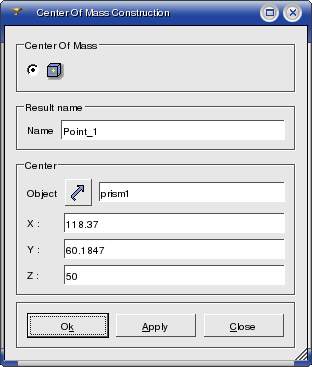 Center Of Mass Construction
Center Of Mass
Result name
Name Point_1
Center
Object prism1
X : 118.37
Y : 60.1847
Z : 50
Ok Apply Close